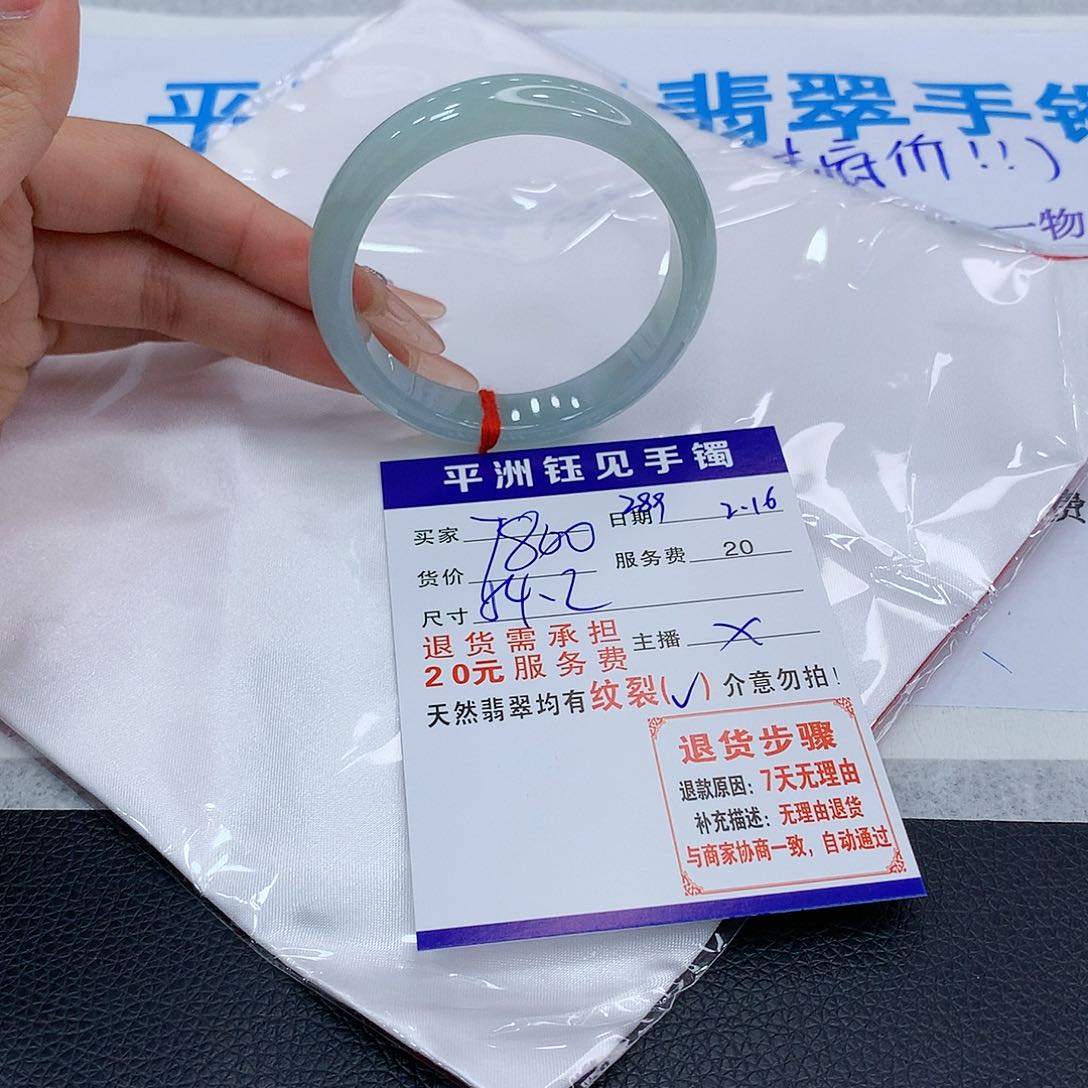 平 翡翠手镯
底价!!)
一物
平洲钰见手镯
买家 7800 日期 289 2-16
货价 服务费 20
尺寸 54.2
退货需承担 主播 X
20元服务费
天然翡翠均有纹裂(✓)介意勿拍!
退货步骤
退款原因:7天无理由
补充描述:无理由退货
与商家协商一致,自动通过